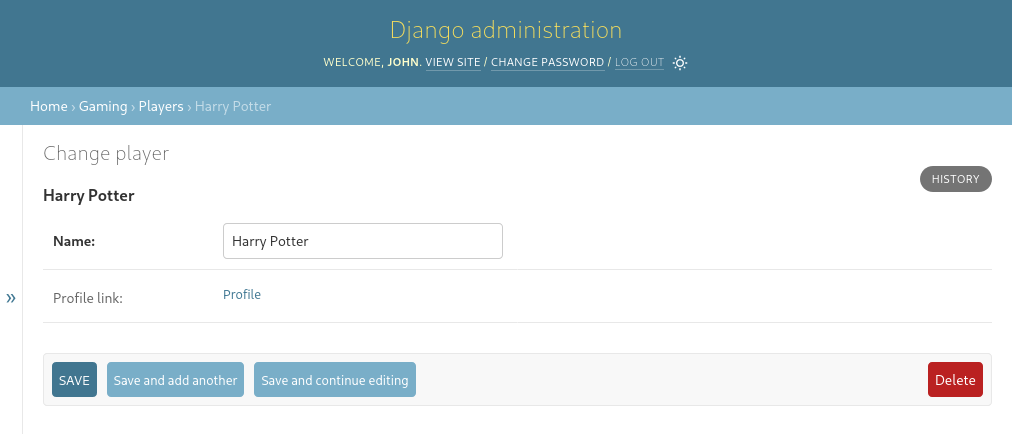 Django administration
WELCOME, JOHN. VIEW SITE / CHANGE PASSWORD / LOG OUT
Home › Gaming › Players › Harry Potter
Change player
HISTORY
Harry Potter
Name: Harry Potter
Profile link: Profile
»
SAVE Save and add another Save and continue editing Delete